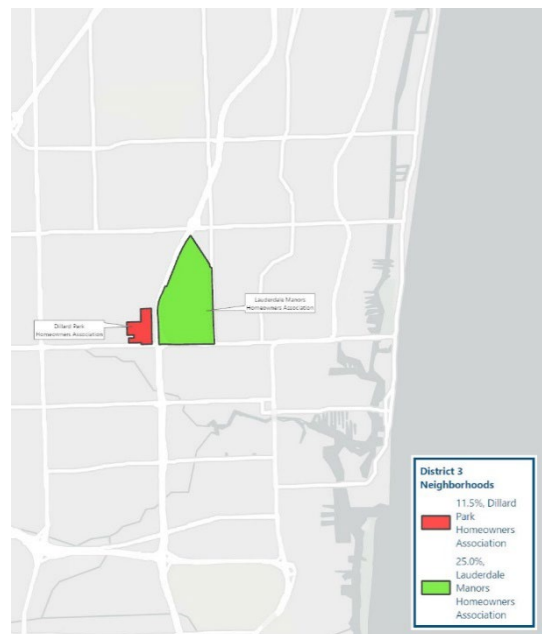 Lauderdale Manors
Homeowners Association
Dillard Park
Homeowners Association
District 3
Neighborhoods
11.5%, Dillard
Park
Homeowners
Association
25.0%,
Lauderdale
Manors
Homeowners
Association